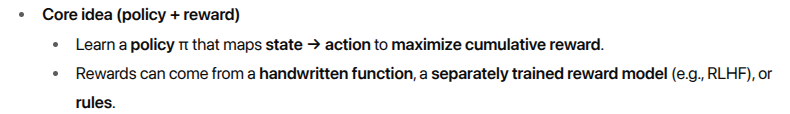 Core idea (policy + reward)
Learn a policy π that maps state → action to maximize cumulative reward.
Rewards can come from a handwritten function, a separately trained reward model (e.g., RLHF), or
rules.